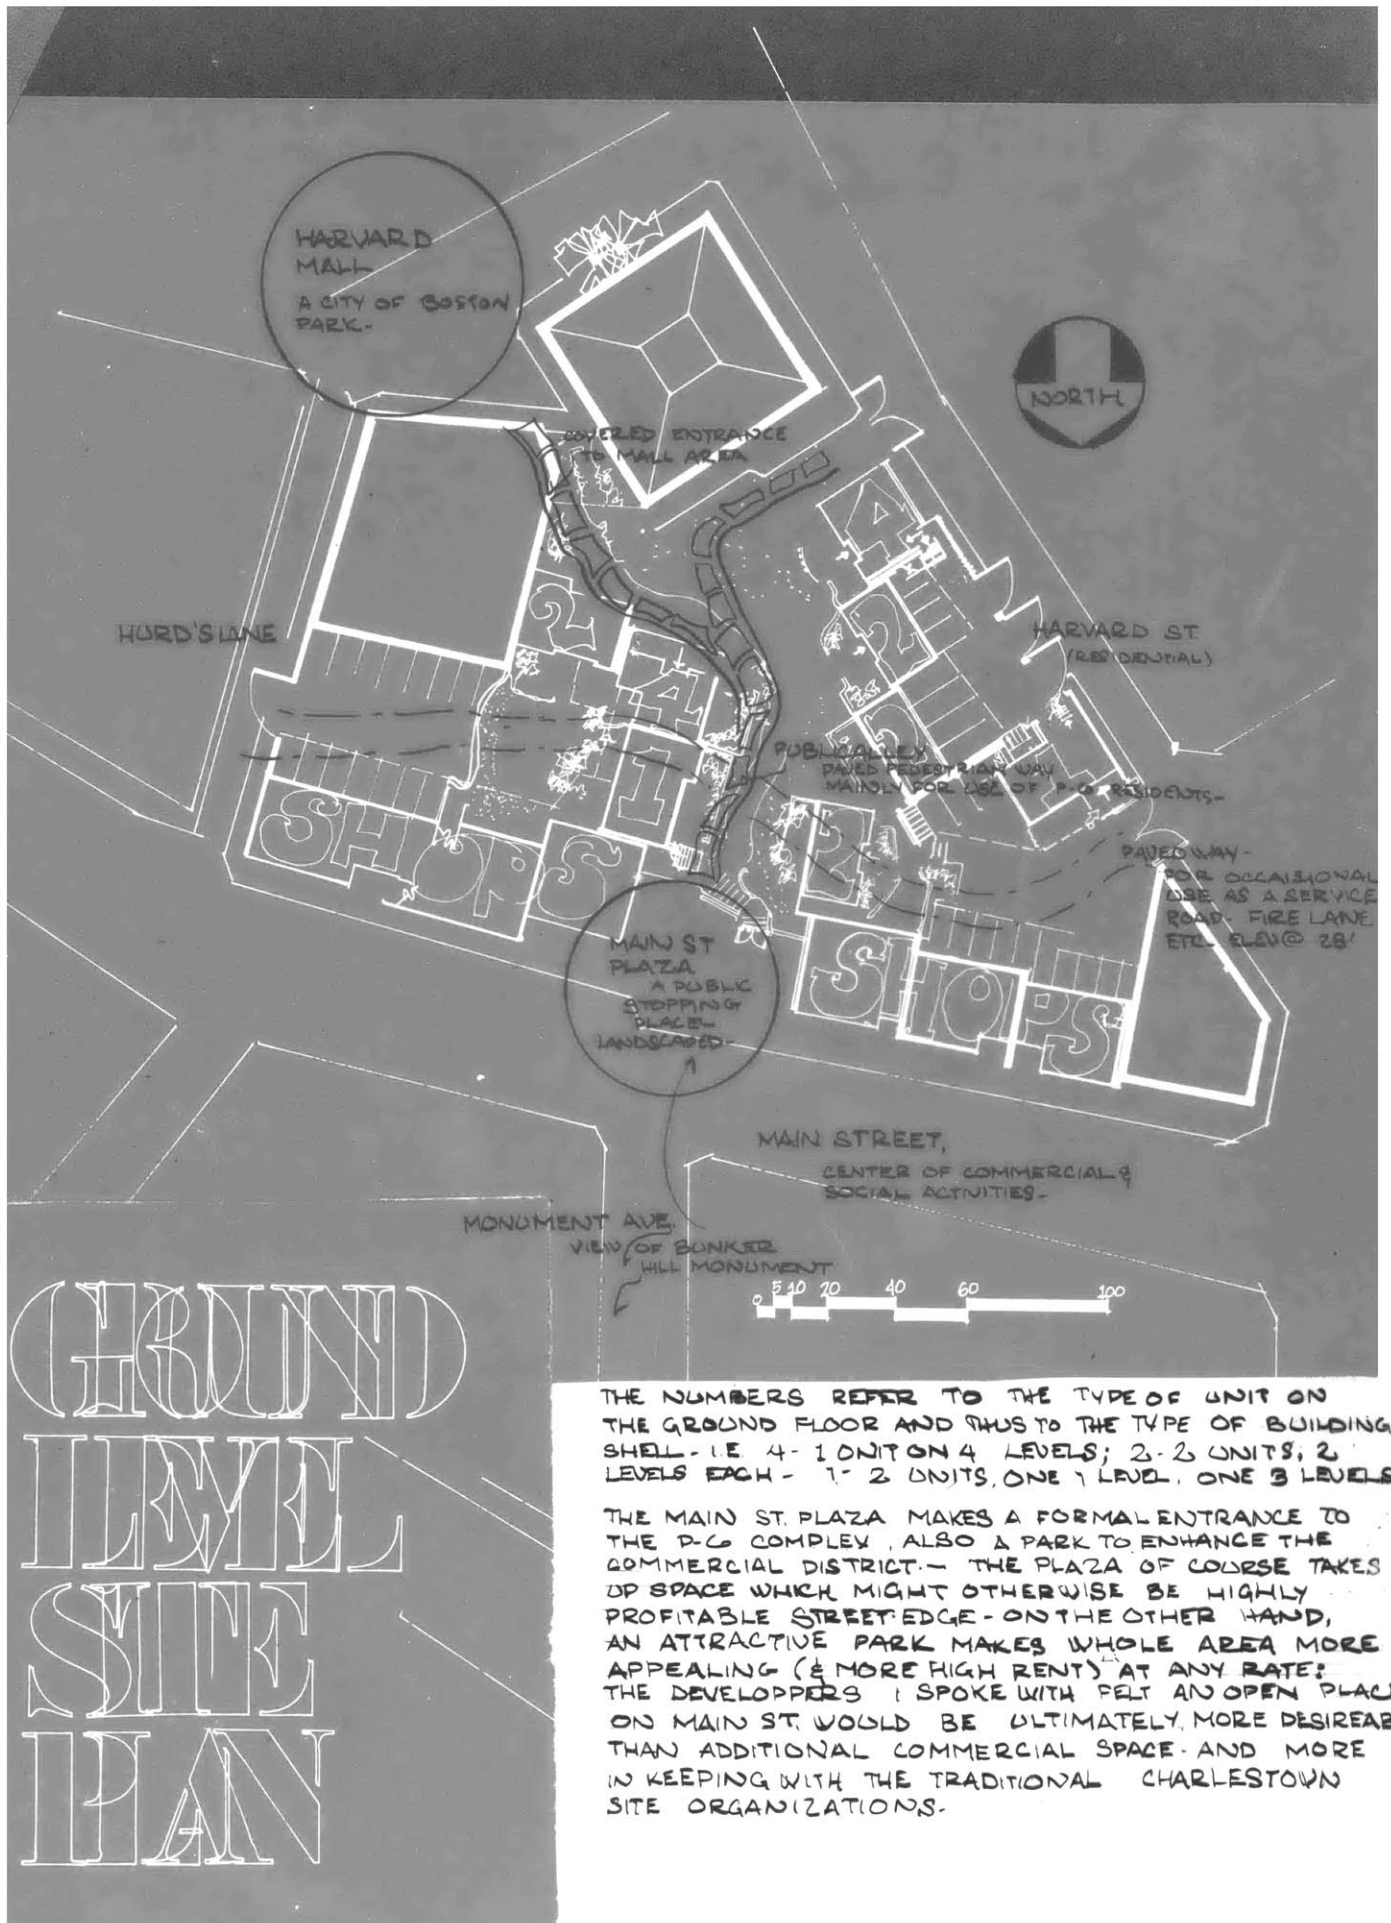 HARVARD
MALL
A CITY OF BOSTON
PARK-
NORTH
COVERED ENTRANCE
TO MALL AREA
4
2
HURD'S LANE
HARVARD ST.
(RESIDENTIAL)
2
4
2
1
1
PUBLIC ALLEY
PAVED PEDESTRIAN WAY
MAINLY FOR USE OF P-G RESIDENTS-
SHOPS
2
PAVED WAY-
FOR OCCAISIONAL
USE AS A SERVICE
ROAD- FIRE LANE
ETC- ELEV @ 28'
SHOPS
MAIN ST
PLAZA
A PUBLIC
STOPPING
PLACE-
LANDSCAPED-
MAIN STREET,
CENTER OF COMMERCIAL &
SOCIAL ACTIVITIES-
MONUMENT AVE.
VIEW OF BUNKER
HILL MONUMENT
0 5 10 20 40 60 100
GROUND
LEVEL
SITE
PLAN
THE NUMBERS REFER TO THE TYPE OF UNIT ON
THE GROUND FLOOR AND THUS TO THE TYPE OF BUILDING
SHELL - I.E. 4 - 1 UNIT ON 4 LEVELS; 2 - 2 UNITS, 2
LEVELS EACH - 1 - 2 UNITS, ONE 1 LEVEL, ONE 3 LEVELS
THE MAIN ST. PLAZA MAKES A FORMAL ENTRANCE TO
THE P-G COMPLEX, ALSO A PARK TO ENHANCE THE
COMMERCIAL DISTRICT. - THE PLAZA OF COURSE TAKES
UP SPACE WHICH MIGHT OTHERWISE BE HIGHLY
PROFITABLE STREET EDGE - ON THE OTHER HAND,
AN ATTRACTIVE PARK MAKES WHOLE AREA MORE
APPEALING (& MORE HIGH RENT) AT ANY RATE:
THE DEVELOPPERS I SPOKE WITH FELT AN OPEN PLAC
ON MAIN ST. WOULD BE ULTIMATELY MORE DESIREAB
THAN ADDITIONAL COMMERCIAL SPACE - AND MORE
IN KEEPING WITH THE TRADITIONAL CHARLESTOWN
SITE ORGANIZATIONS-